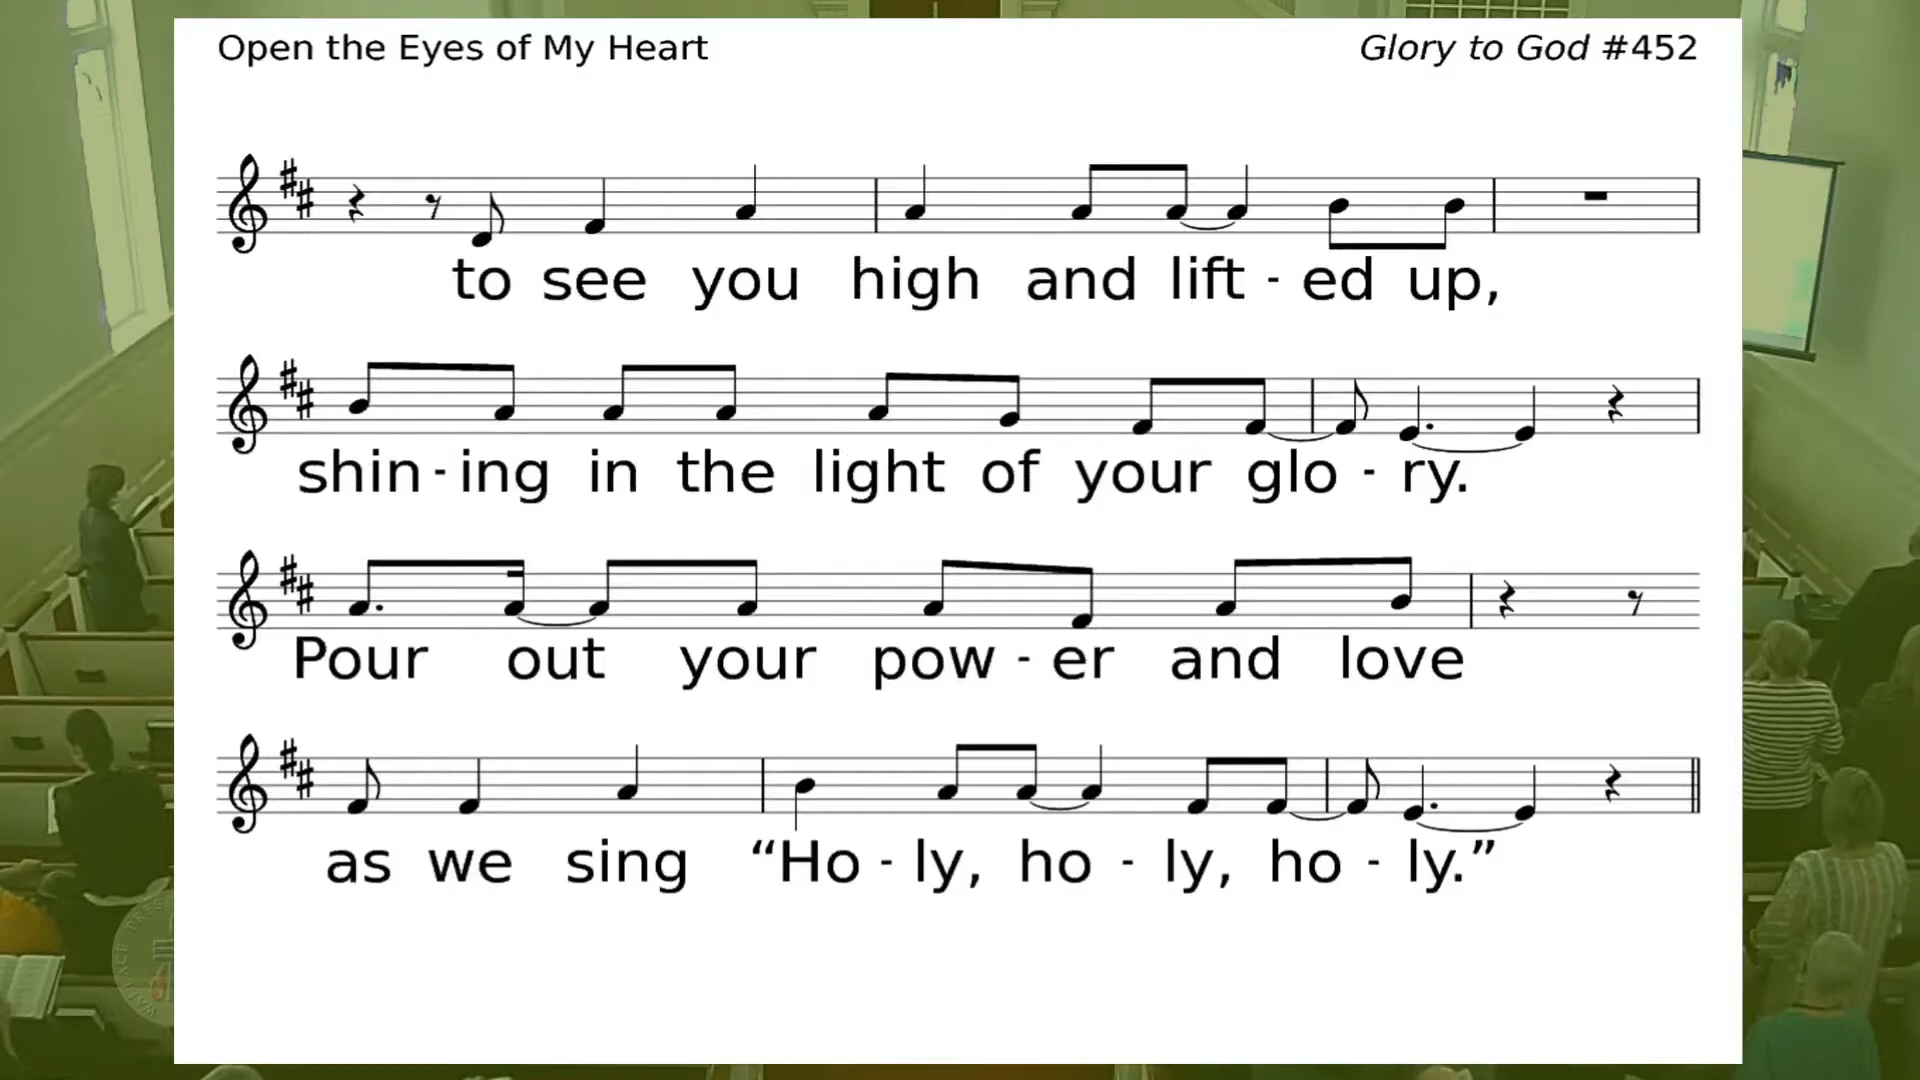 Open the Eyes of My Heart
Glory to God #452
to see you high and lift - ed up,
shin - ing in the light of your glo - ry.
Pour out your pow - er and love
as we sing “Ho - ly, ho - ly, ho - ly.”